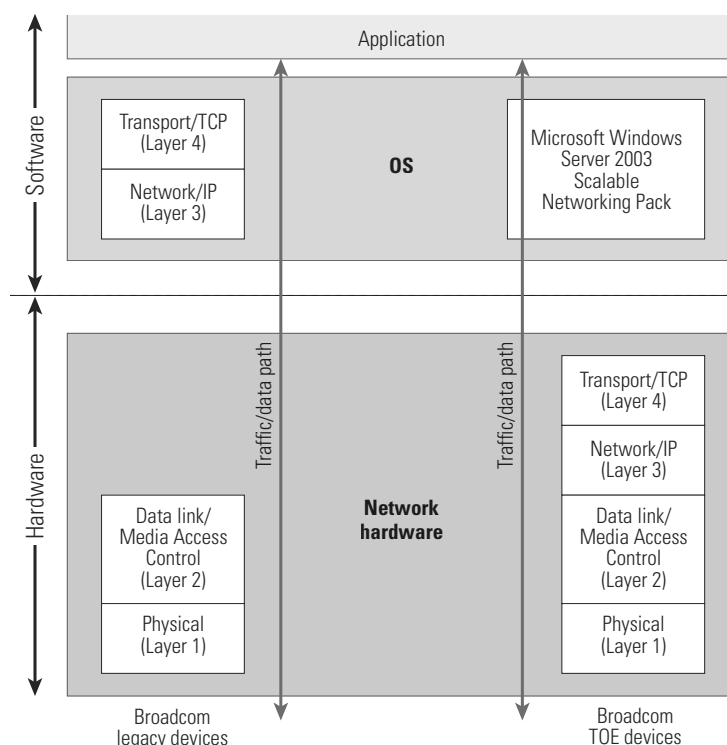 Application
Software
Transport/TCP
(Layer 4)
Network/IP
(Layer 3)
OS
Microsoft Windows
Server 2003
Scalable
Networking Pack
Hardware
Traffic/data path
Traffic/data path
Data link/
Media Access
Control
(Layer 2)
Physical
(Layer 1)
Network
hardware
Transport/TCP
(Layer 4)
Network/IP
(Layer 3)
Data link/
Media Access
Control
(Layer 2)
Physical
(Layer 1)
Broadcom
legacy devices
Broadcom
TOE devices